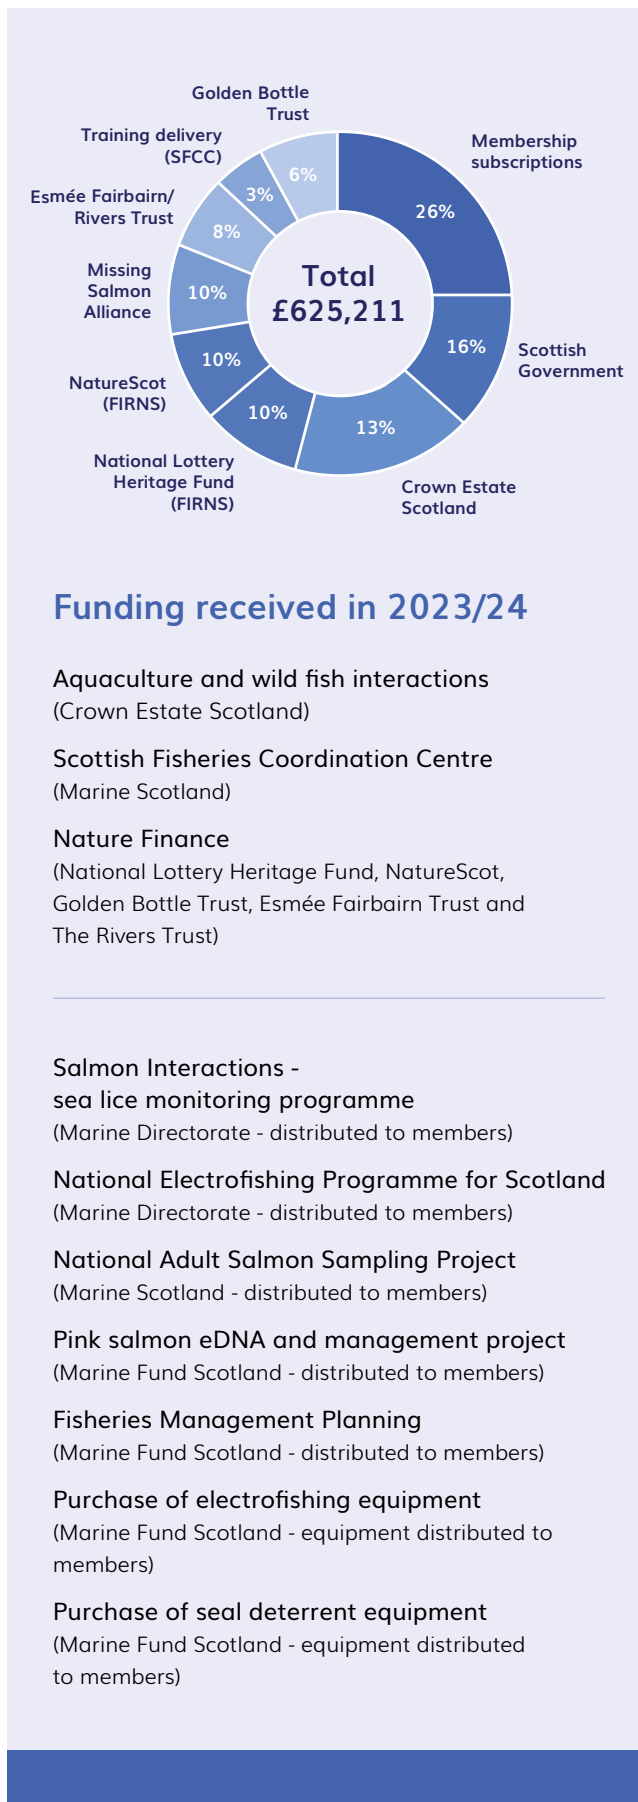 Golden Bottle
Trust
Training delivery
(SFCC)
Esmée Fairbairn/
Rivers Trust
Missing
Salmon
Alliance
NatureScot
(FIRNS)
National Lottery
Heritage Fund
(FIRNS)
Membership
subscriptions
Scottish
Government
Crown Estate
Scotland
6%
3%
8%
10%
10%
10%
26%
16%
13%
Total
£625,211
Funding received in 2023/24
Aquaculture and wild fish interactions
(Crown Estate Scotland)
Scottish Fisheries Coordination Centre
(Marine Scotland)
Nature Finance
(National Lottery Heritage Fund, NatureScot,
Golden Bottle Trust, Esmée Fairbairn Trust and
The Rivers Trust)
Salmon Interactions -
sea lice monitoring programme
(Marine Directorate - distributed to members)
National Electrofishing Programme for Scotland
(Marine Directorate - distributed to members)
National Adult Salmon Sampling Project
(Marine Scotland - distributed to members)
Pink salmon eDNA and management project
(Marine Fund Scotland - distributed to members)
Fisheries Management Planning
(Marine Fund Scotland - distributed to members)
Purchase of electrofishing equipment
(Marine Fund Scotland - equipment distributed to
members)
Purchase of seal deterrent equipment
(Marine Fund Scotland - equipment distributed
to members)